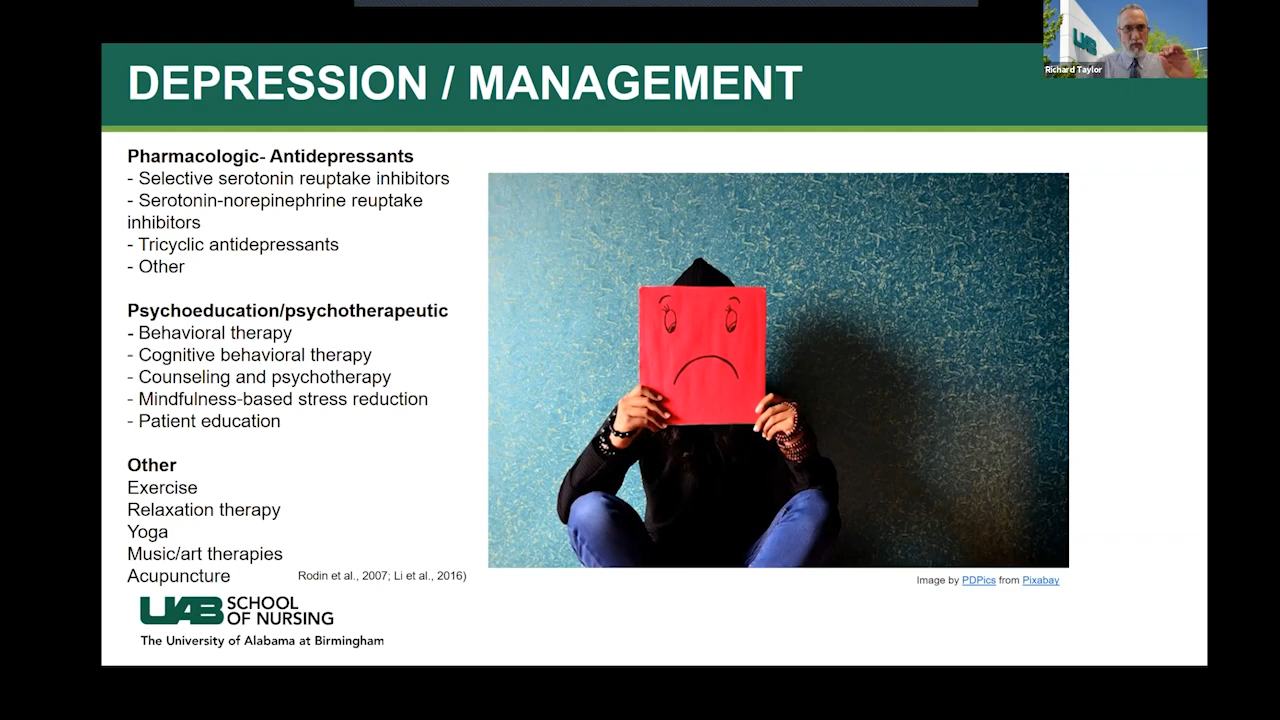 DEPRESSION / MANAGEMENT
UAB
Richard Taylor
Pharmacologic- Antidepressants
- Selective serotonin reuptake inhibitors
- Serotonin-norepinephrine reuptake
inhibitors
- Tricyclic antidepressants
- Other
Psychoeducation/psychotherapeutic
- Behavioral therapy
- Cognitive behavioral therapy
- Counseling and psychotherapy
- Mindfulness-based stress reduction
- Patient education
Other
Exercise
Relaxation therapy
Yoga
Music/art therapies
Acupuncture
Rodin et al., 2007; Li et al., 2016)
Image by PDPics from Pixabay
UAB SCHOOL
OF NURSING
The University of Alabama at Birmingham